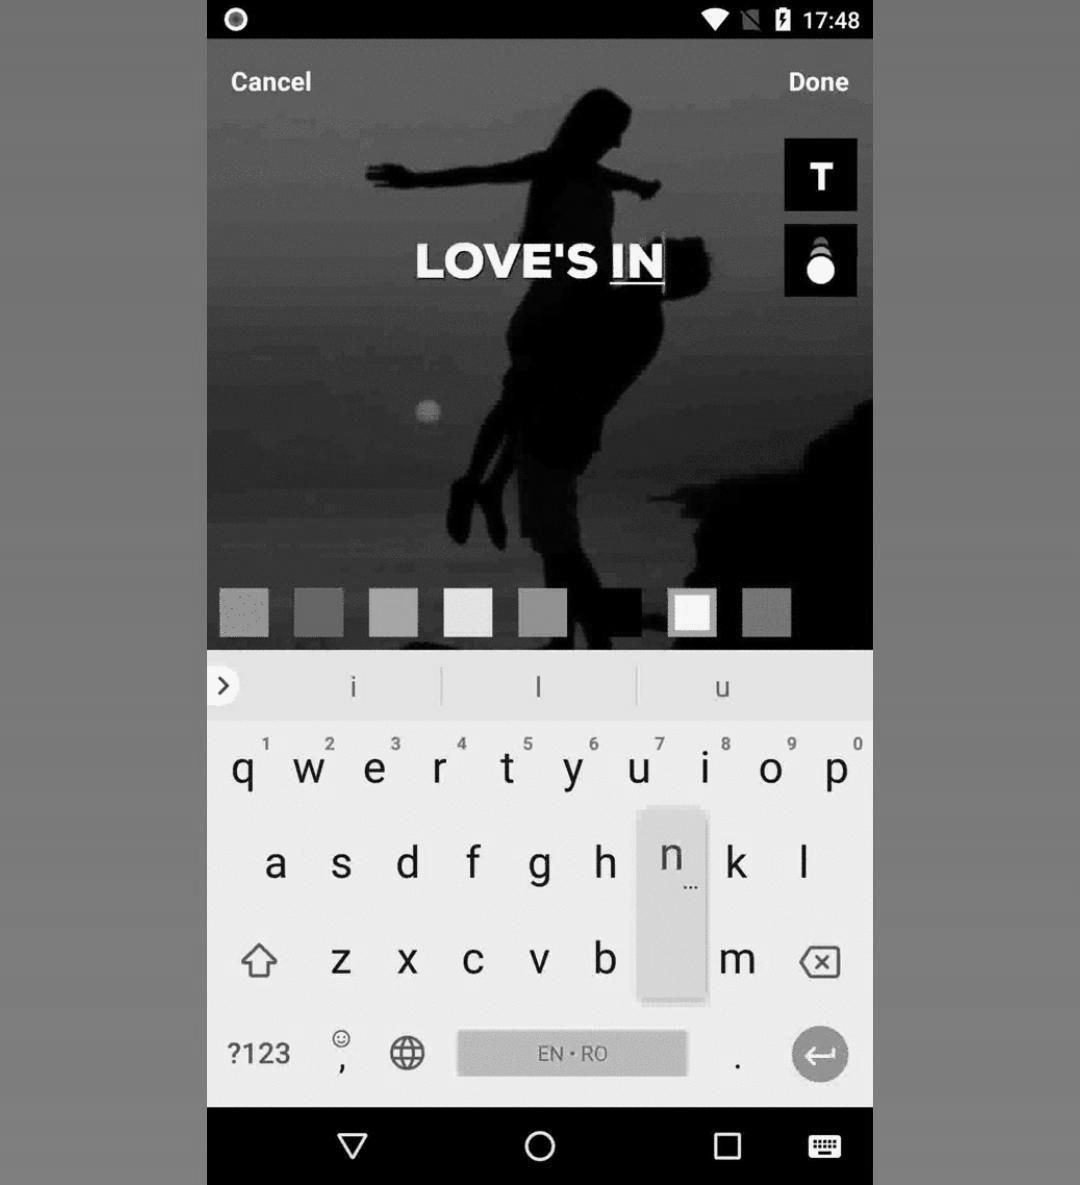 17:48
Cancel
Done
T
LOVE'S IN
i l u
1 2 3 4 5 6 7 8 9 0
q w e r t y u i o p
a s d f g h n k l
...
z x c v b m
?123 , EN • RO .